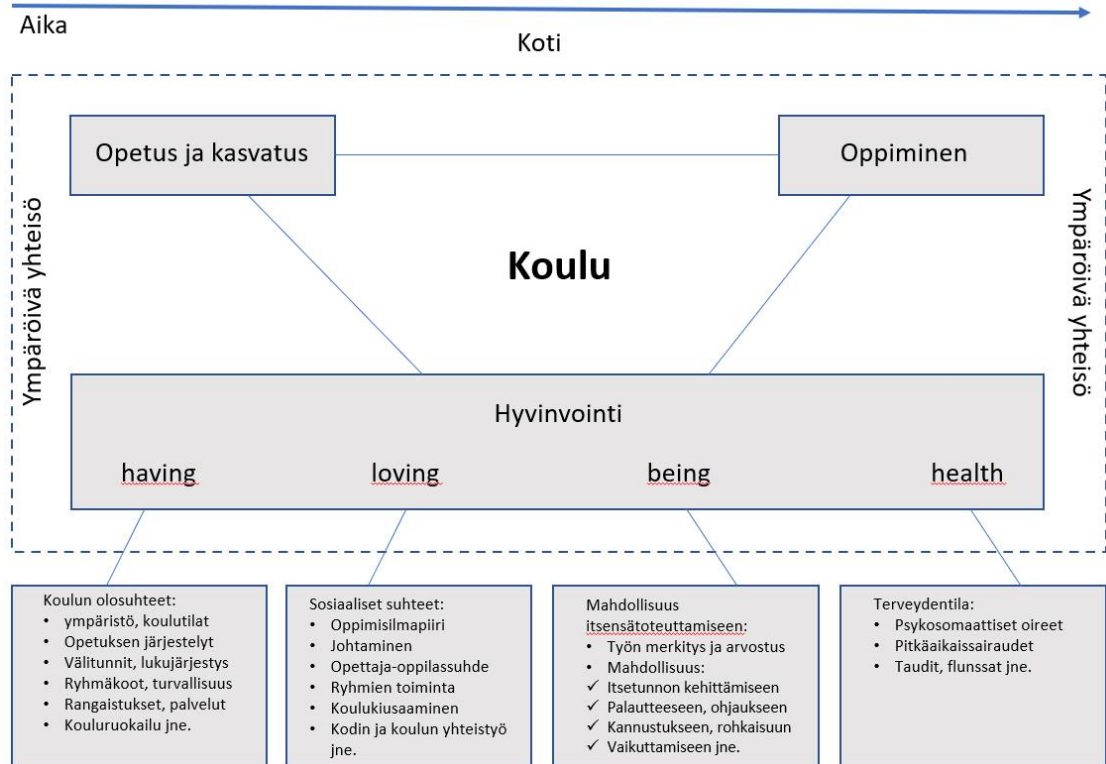 Aika
Koti
Ympäröivä yhteisö
Opetus ja kasvatus
Oppiminen
Ympäröivä yhteisö
Koulu
Hyvinvointi
having
loving
being
health
Koulun olosuhteet:
• ympäristö, koulutilat
• Opetuksen järjestelyt
• Välitunnit, lukujärjestys
• Ryhmäkoot, turvallisuus
• Rangaistukset, palvelut
• Kouluruokailu jne.
Sosiaaliset suhteet:
• Oppimisilmapiiri
• Johtaminen
• Opettaja-oppilassuhde
• Ryhmien toiminta
• Koulukiusaaminen
• Kodin ja koulun yhteistyö
jne.
Mahdollisuus
itsensätoteuttamiseen:
• Työn merkitys ja arvostus
• Mahdollisuus:
✓ Itsetunnon kehittämiseen
✓ Palautteeseen, ohjaukseen
✓ Kannustukseen, rohkaisuun
✓ Vaikuttamiseen jne.
Terveydentila:
• Psykosomaattiset oireet
• Pitkäaikaissairaudet
• Taudit, flunssat jne.